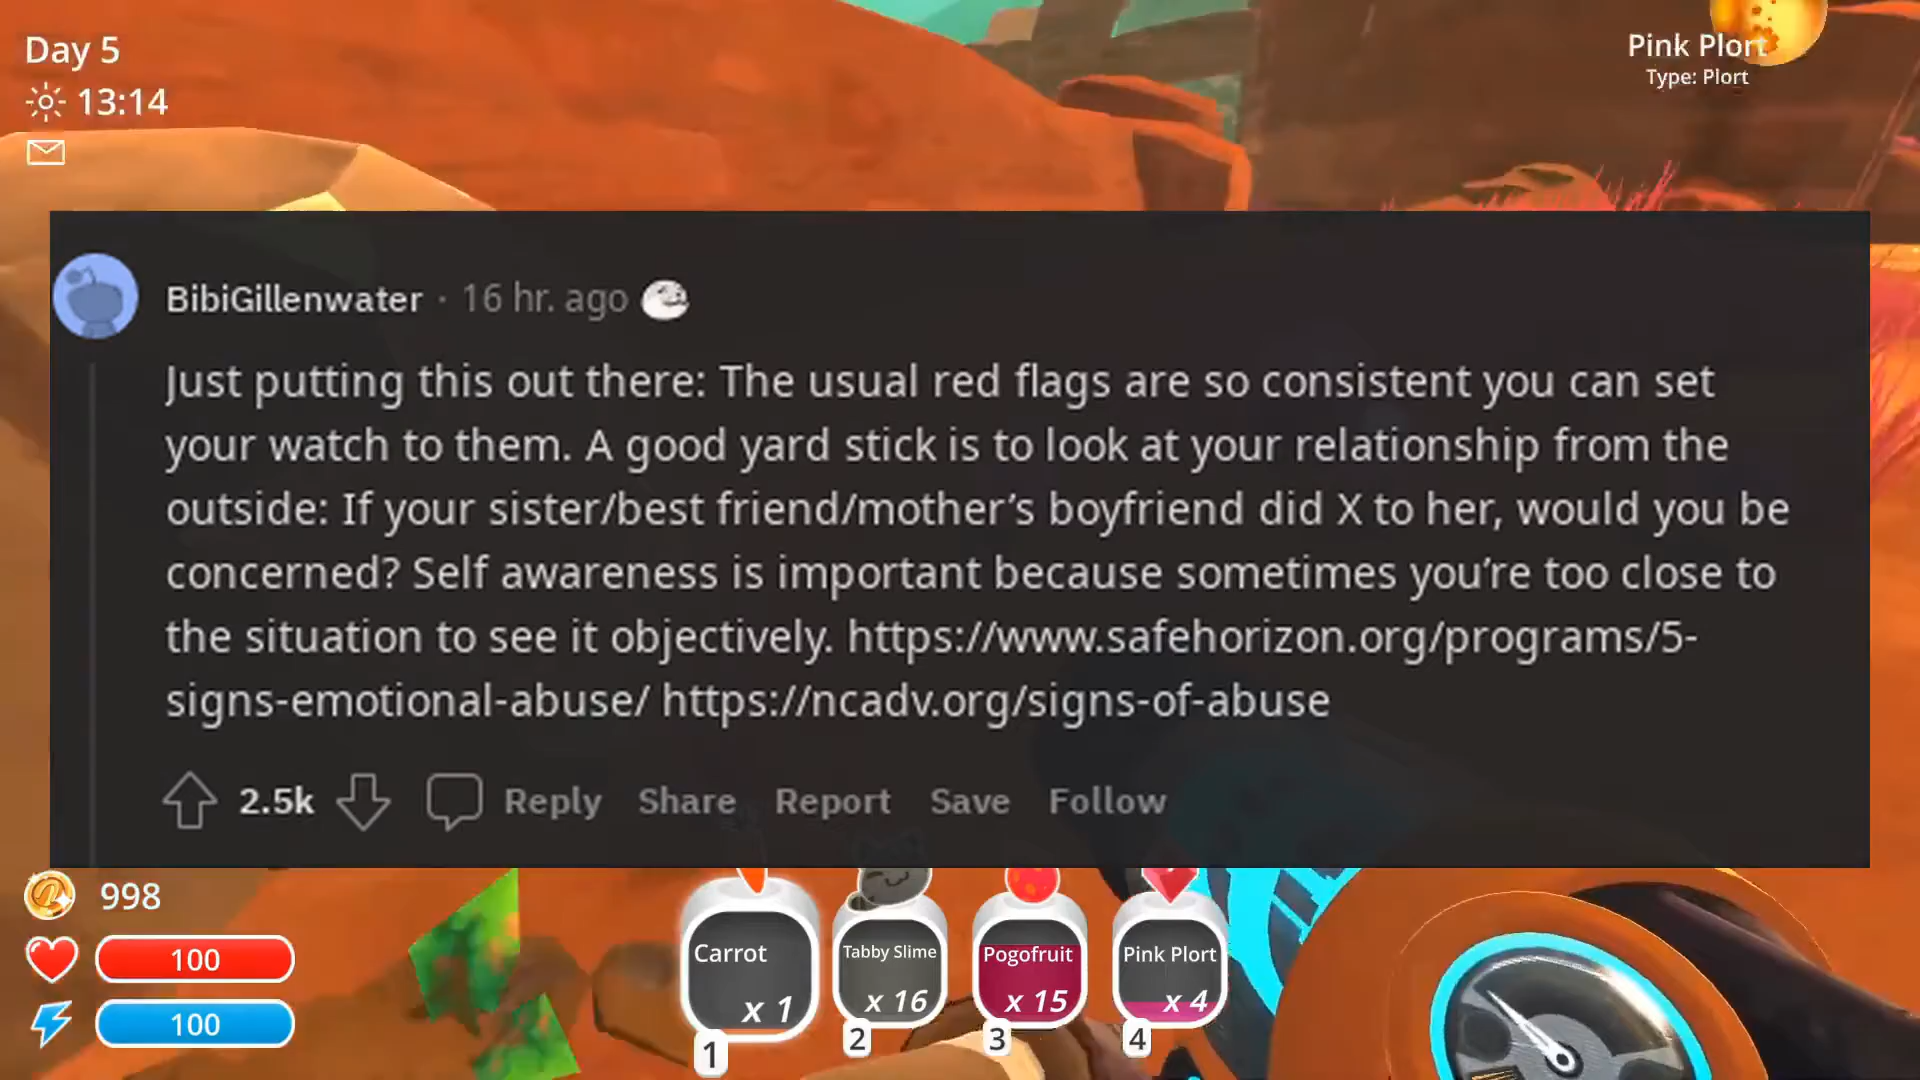 Day 5
13:14
Pink Plort
Type: Plort
BibiGillenwater · 16 hr. ago
Just putting this out there: The usual red flags are so consistent you can set
your watch to them. A good yard stick is to look at your relationship from the
outside: If your sister/best friend/mother’s boyfriend did X to her, would you be
concerned? Self awareness is important because sometimes you’re too close to
the situation to see it objectively. https://www.safehorizon.org/programs/5-
signs-emotional-abuse/ https://ncadv.org/signs-of-abuse
2.5k Reply Share Report Save Follow
998
100
100
Carrot
x 1
1
Tabby Slime
x 16
2
Pogofruit
x 15
3
Pink Plort
x 4
4